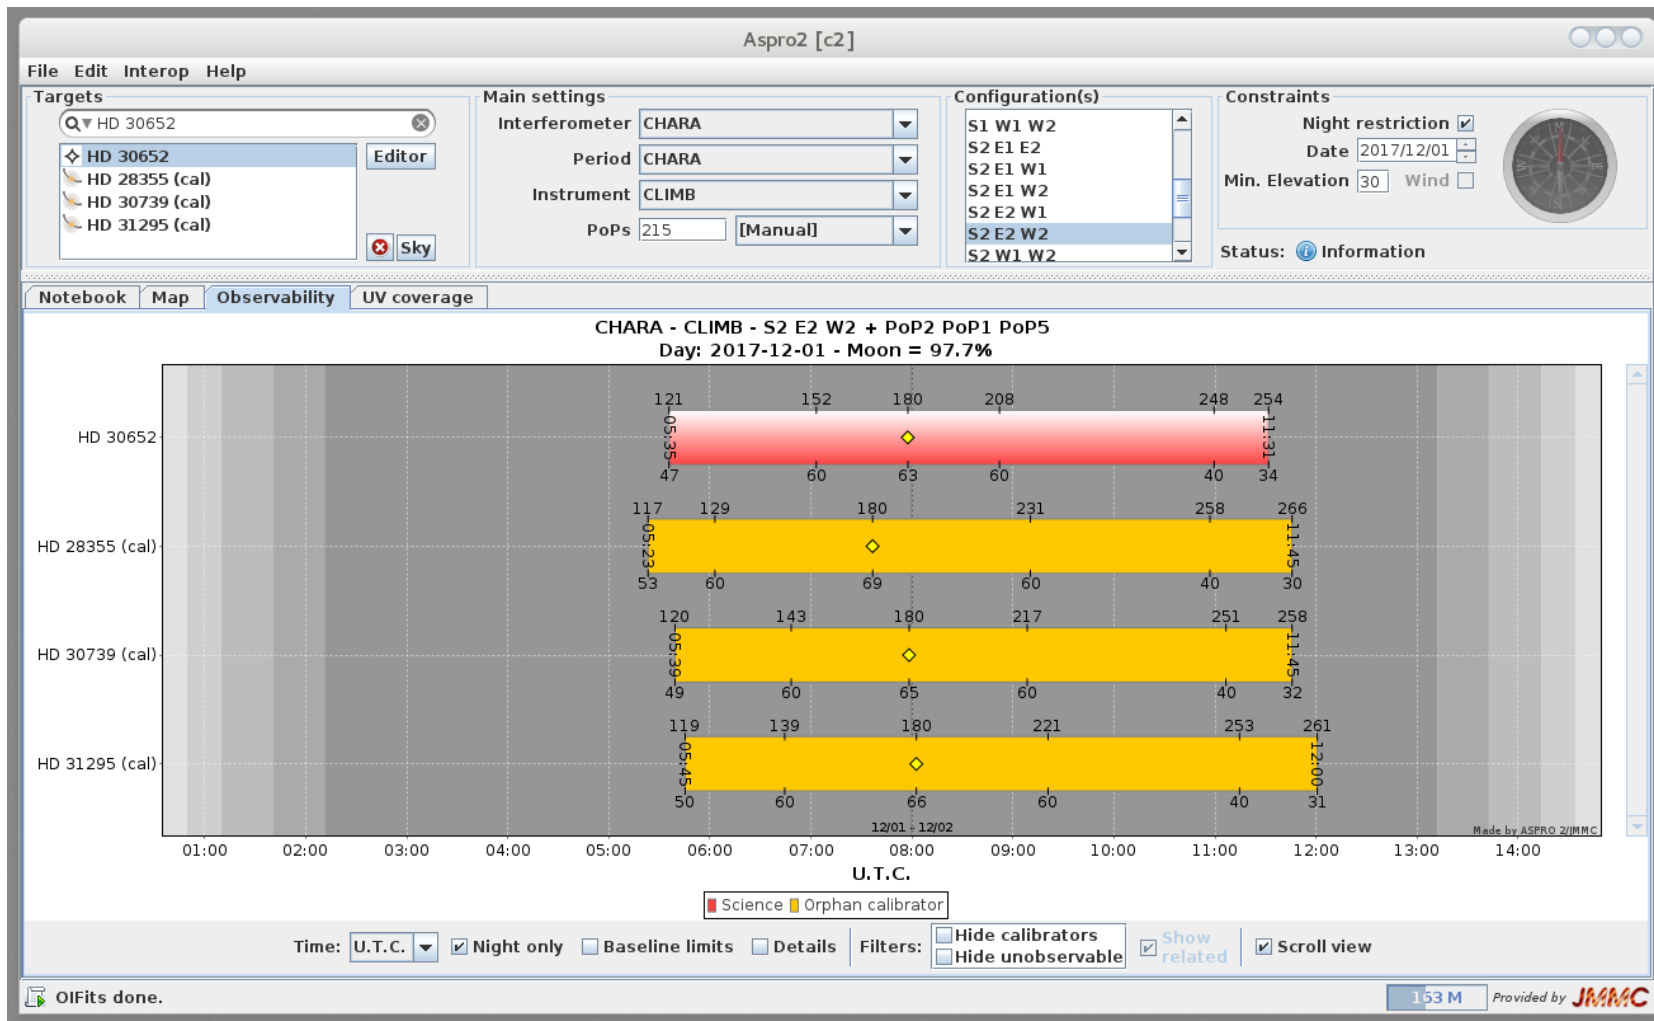 Aspro2 [c2]
File Edit Interop Help
Targets
HD 30652
HD 30652
HD 28355 (cal)
HD 30739 (cal)
HD 31295 (cal)
Editor
Sky
Main settings
Interferometer CHARA
Period CHARA
Instrument CLIMB
PoPs 215 [Manual]
Configuration(s)
S1 W1 W2
S2 E1 E2
S2 E1 W1
S2 E1 W2
S2 E2 W1
S2 E2 W2
S2 W1 W2
Constraints
Night restriction
Date 2017/12/01
Min. Elevation 30 Wind
Status: Information
Notebook Map Observability UV coverage
CHARA - CLIMB - S2 E2 W2 + PoP2 PoP1 PoP5
Day: 2017-12-01 - Moon = 97.7%
121 152 180 208 248 254
HD 30652 05:35 11:31
47 60 63 60 40 34
117 129 180 231 258 266
HD 28355 (cal) 05:23 11:45
53 60 69 60 40 30
120 143 180 217 251 258
HD 30739 (cal) 05:39 11:45
49 60 65 60 40 32
119 139 180 221 253 261
HD 31295 (cal) 05:45 12:00
50 60 66 60 40 31
12/01 - 12/02
Made by ASPRO 2/JMMC
01:00 02:00 03:00 04:00 05:00 06:00 07:00 08:00 09:00 10:00 11:00 12:00 13:00 14:00
U.T.C.
Science Orphan calibrator
Time: U.T.C. Night only Baseline limits Details Filters: Hide calibrators
Hide unobservable
Show related
Scroll view
OIFits done.
163 M Provided by JMMC